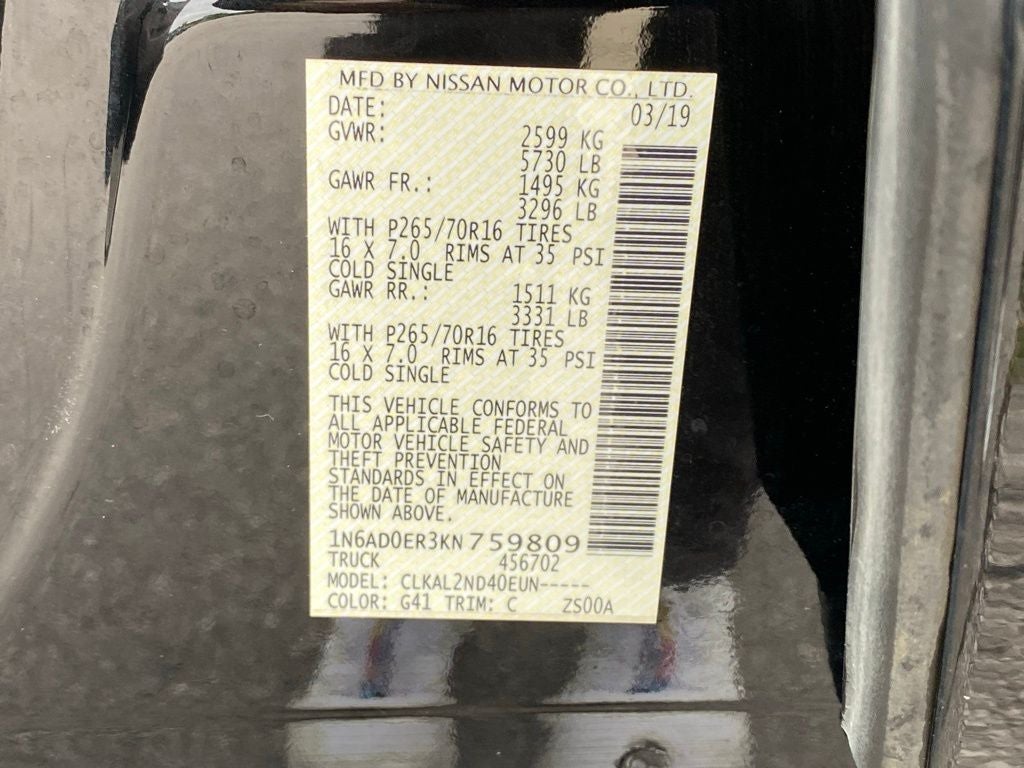 MFD BY NISSAN MOTOR CO., LTD.
DATE: 03/19
GVWR: 2599 KG
5730 LB
GAWR FR.: 1495 KG
3296 LB
WITH P265/70R16 TIRES
16 X 7.0 RIMS AT 35 PSI
COLD SINGLE
GAWR RR.: 1511 KG
3331 LB
WITH P265/70R16 TIRES
16 X 7.0 RIMS AT 35 PSI
COLD SINGLE
THIS VEHICLE CONFORMS TO
ALL APPLICABLE FEDERAL
MOTOR VEHICLE SAFETY AND
THEFT PREVENTION
STANDARDS IN EFFECT ON
THE DATE OF MANUFACTURE
SHOWN ABOVE.
1N6AD0ER3KN759809
TRUCK 456702
MODEL: CLKAL2ND40EUN-----
COLOR: G41 TRIM: C ZS00A